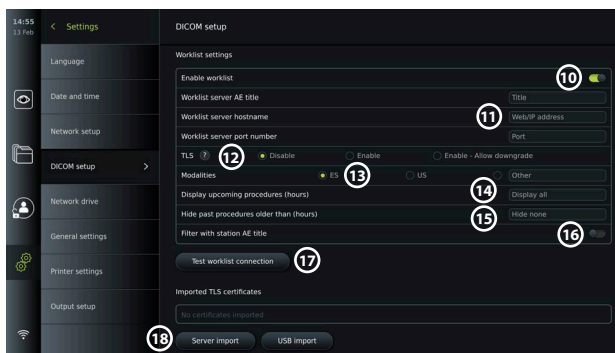 14:55
13 Feb
< Settings
DICOM setup
Language
Date and time
Network setup
DICOM setup >
Network drive
General settings
Printer settings
Output setup
Worklist settings
Enable worklist 10
Worklist server AE title Title
Worklist server hostname 11 Web/IP address
Worklist server port number Port
TLS ? 12 Disable Enable Enable - Allow downgrade
Modalities ES 13 US Other
Display upcoming procedures (hours) 14 Display all
Hide past procedures older than (hours) 15 Hide none
Filter with station AE title 16
Test worklist connection 17
Imported TLS certificates
No certificates imported
18 Server import USB import